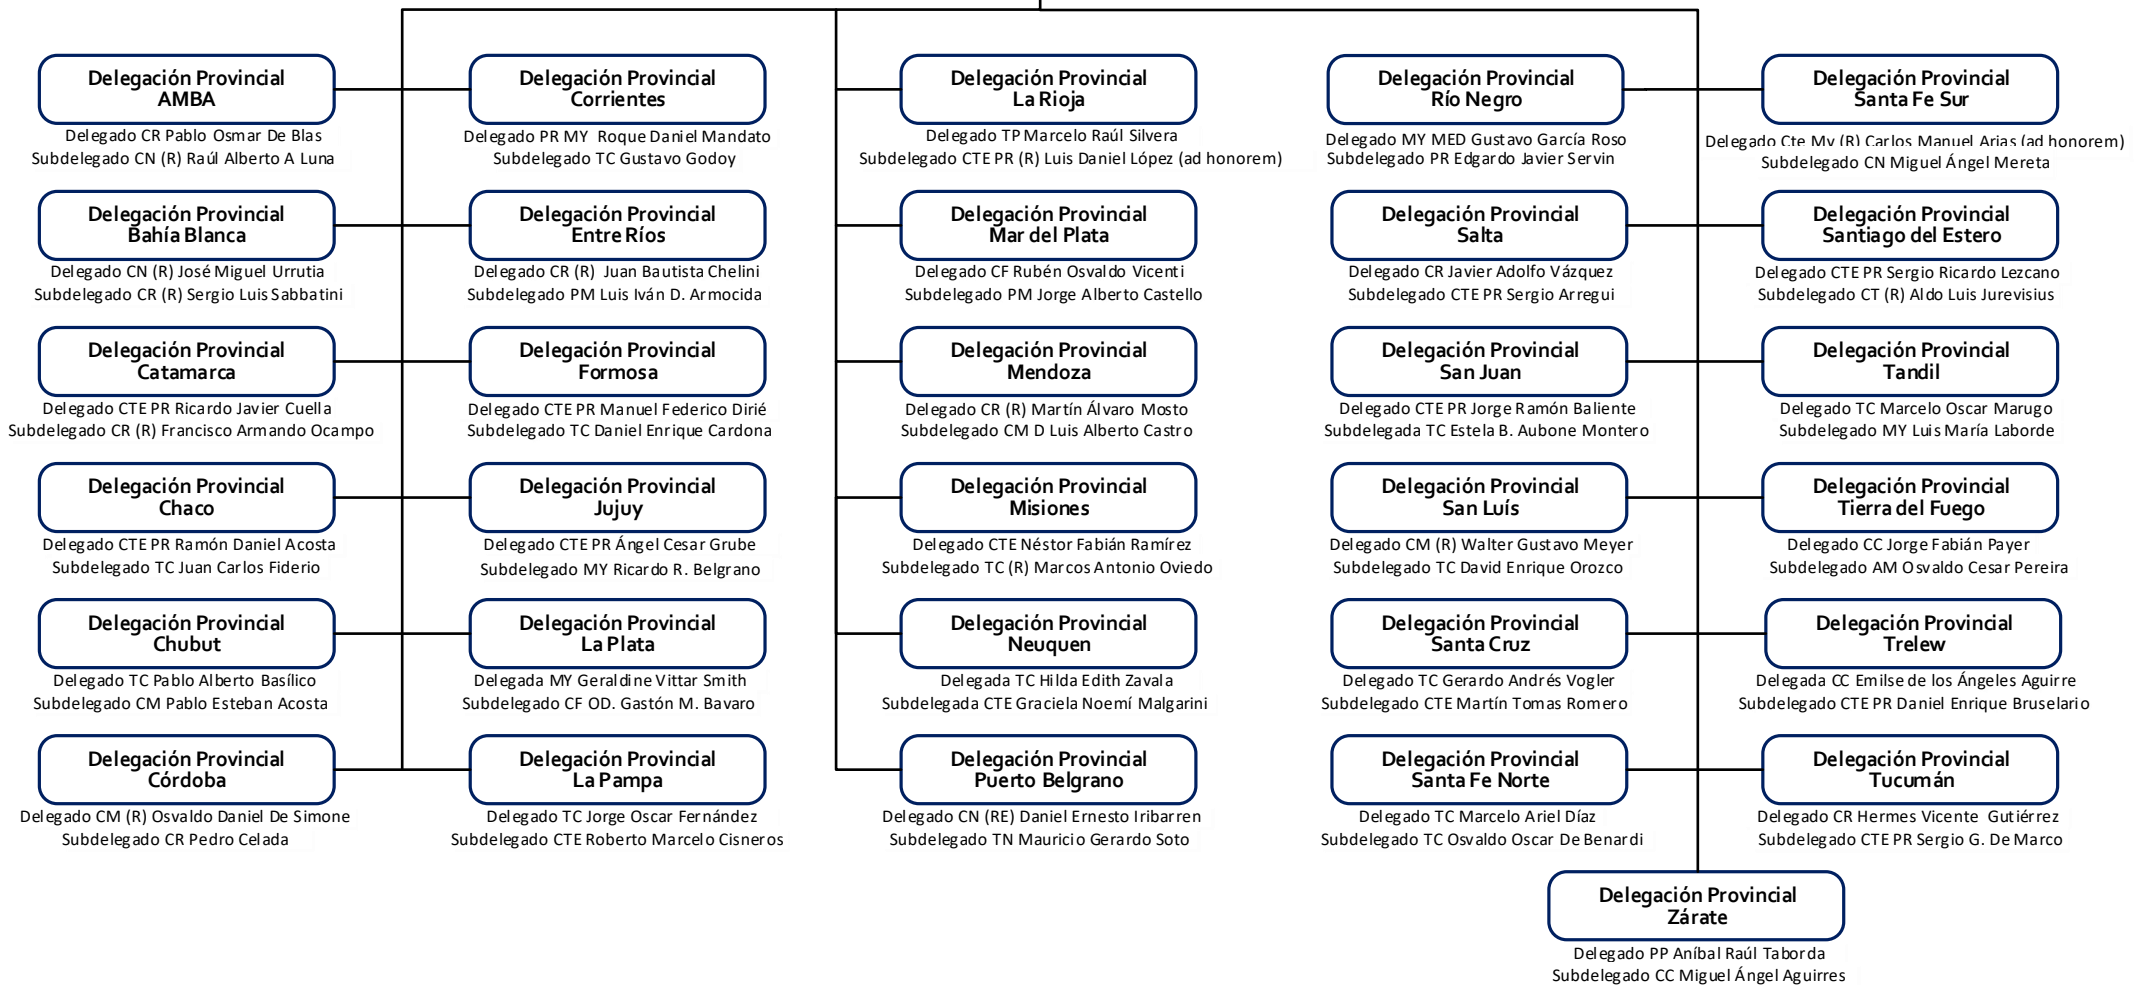 Delegación Provincial
AMBA
Delegado CR Pablo Osmar De Blas
Subdelegado CN (R) Raúl Alberto A Luna
Delegación Provincial
Bahía Blanca
Delegado CN (R) José Miguel Urrutia
Subdelegado CR (R) Sergio Luis Sabbatini
Delegación Provincial
Catamarca
Delegado CTE PR Ricardo Javier Cuella
Subdelegado CR (R) Francisco Armando Ocampo
Delegación Provincial
Chaco
Delegado CTE PR Ramón Daniel Acosta
Subdelegado TC Juan Carlos Fiderio
Delegación Provincial
Chubut
Delegado TC Pablo Alberto Basílico
Subdelegado CM Pablo Esteban Acosta
Delegación Provincial
Córdoba
Delegado CM (R) Osvaldo Daniel De Simone
Subdelegado CR Pedro Celada
Delegación Provincial
Corrientes
Delegado PR MY Roque Daniel Mandato
Subdelegado TC Gustavo Godoy
Delegación Provincial
Entre Ríos
Delegado CR (R) Juan Bautista Chelini
Subdelegado PM Luis Iván D. Armocida
Delegación Provincial
Formosa
Delegado CTE PR Manuel Federico Dirié
Subdelegado TC Daniel Enrique Cardona
Delegación Provincial
Jujuy
Delegado CTE PR Ángel Cesar Grube
Subdelegado MY Ricardo R. Belgrano
Delegación Provincial
La Plata
Delegada MY Geraldine Vittar Smith
Subdelegado CF OD. Gastón M. Bavaro
Delegación Provincial
La Pampa
Delegado TC Jorge Oscar Fernández
Subdelegado CTE Roberto Marcelo Cisneros
Delegación Provincial
La Rioja
Delegado TP Marcelo Raúl Silvera
Subdelegado CTE PR (R) Luis Daniel López (ad honorem)
Delegación Provincial
Mar del Plata
Delegado CF Rubén Osvaldo Vicenti
Subdelegado PM Jorge Alberto Castello
Delegación Provincial
Mendoza
Delegado CR (R) Martín Álvaro Mosto
Subdelegado CM D Luis Alberto Castro
Delegación Provincial
Misiones
Delegado CTE Néstor Fabián Ramírez
Subdelegado TC (R) Marcos Antonio Oviedo
Delegación Provincial
Neuquen
Delegada TC Hilda Edith Zavala
Subdelegada CTE Graciela Noemí Malgarini
Delegación Provincial
Puerto Belgrano
Delegado CN (RE) Daniel Ernesto Iribarren
Subdelegado TN Mauricio Gerardo Soto
Delegación Provincial
Río Negro
Delegado MY MED Gustavo García Roso
Subdelegado PR Edgardo Javier Servin
Delegación Provincial
Salta
Delegado CR Javier Adolfo Vázquez
Subdelegado CTE PR Sergio Arregui
Delegación Provincial
San Juan
Delegado CTE PR Jorge Ramón Baliente
Subdelegada TC Estela B. Aubone Montero
Delegación Provincial
San Luís
Delegado CM (R) Walter Gustavo Meyer
Subdelegado TC David Enrique Orozco
Delegación Provincial
Santa Cruz
Delegado TC Gerardo Andrés Vogler
Subdelegado CTE Martín Tomas Romero
Delegación Provincial
Santa Fe Norte
Delegado TC Marcelo Ariel Díaz
Subdelegado TC Osvaldo Oscar De Benardi
Delegación Provincial
Santa Fe Sur
Delegado Cte My (R) Carlos Manuel Arias (ad honorem)
Subdelegado CN Miguel Ángel Mereta
Delegación Provincial
Santiago del Estero
Delegado CTE PR Sergio Ricardo Lezcano
Subdelegado CT (R) Aldo Luis Jurevisius
Delegación Provincial
Tandil
Delegado TC Marcelo Oscar Marugo
Subdelegado MY Luis María Laborde
Delegación Provincial
Tierra del Fuego
Delegado CC Jorge Fabián Payer
Subdelegado AM Osvaldo Cesar Pereira
Delegación Provincial
Trelew
Delegada CC Emilse de los Ángeles Aguirre
Subdelegado CTE PR Daniel Enrique Bruselario
Delegación Provincial
Tucumán
Delegado CR Hermes Vicente Gutiérrez
Subdelegado CTE PR Sergio G. De Marco
Delegación Provincial
Zárate
Delegado PP Aníbal Raúl Taborda
Subdelegado CC Miguel Ángel Aguirres